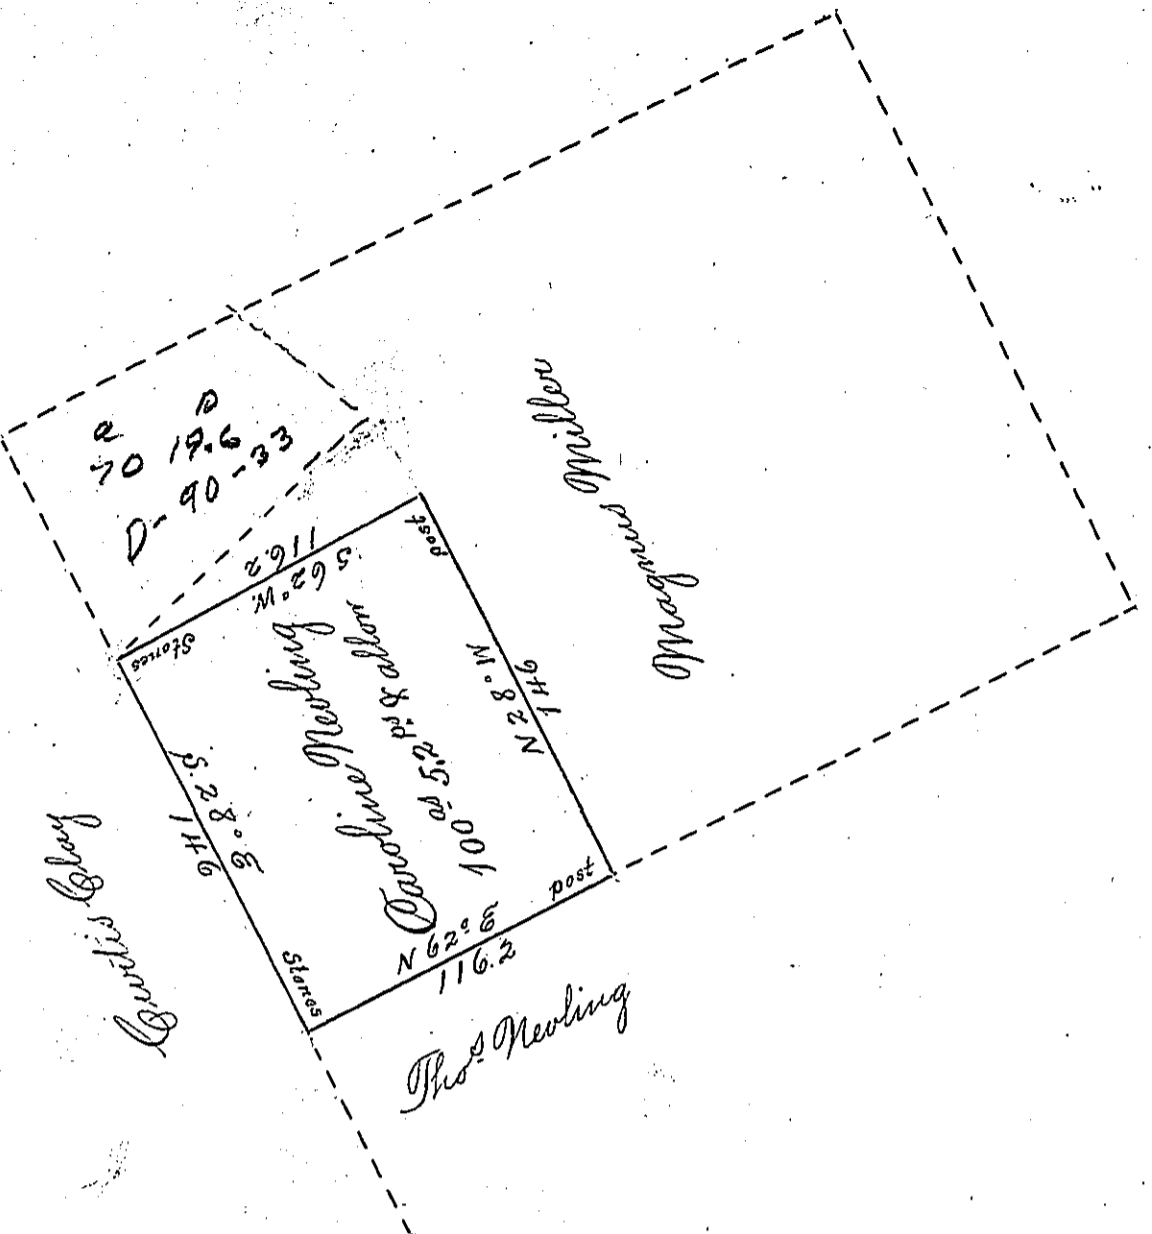 a p
70 19.6
D-90-33
S 62° W.
116.2
post
Stones
N 28° W
146
Magnus Miller
Caroline Nevling
100 as 52 ps & allow
S. 28° E
146
Curtis Clay
Stones
post
N 62° E
116.2
Thos Nevling